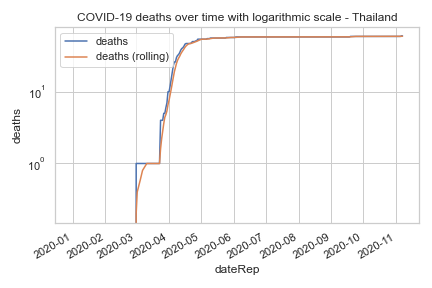 COVID-19 deaths over time with logarithmic scale - Thailand
deaths
deaths (rolling)
deaths
10¹
10⁰
2020-01
2020-02
2020-03
2020-04
2020-05
2020-06
2020-07
2020-08
2020-09
2020-10
2020-11
dateRep